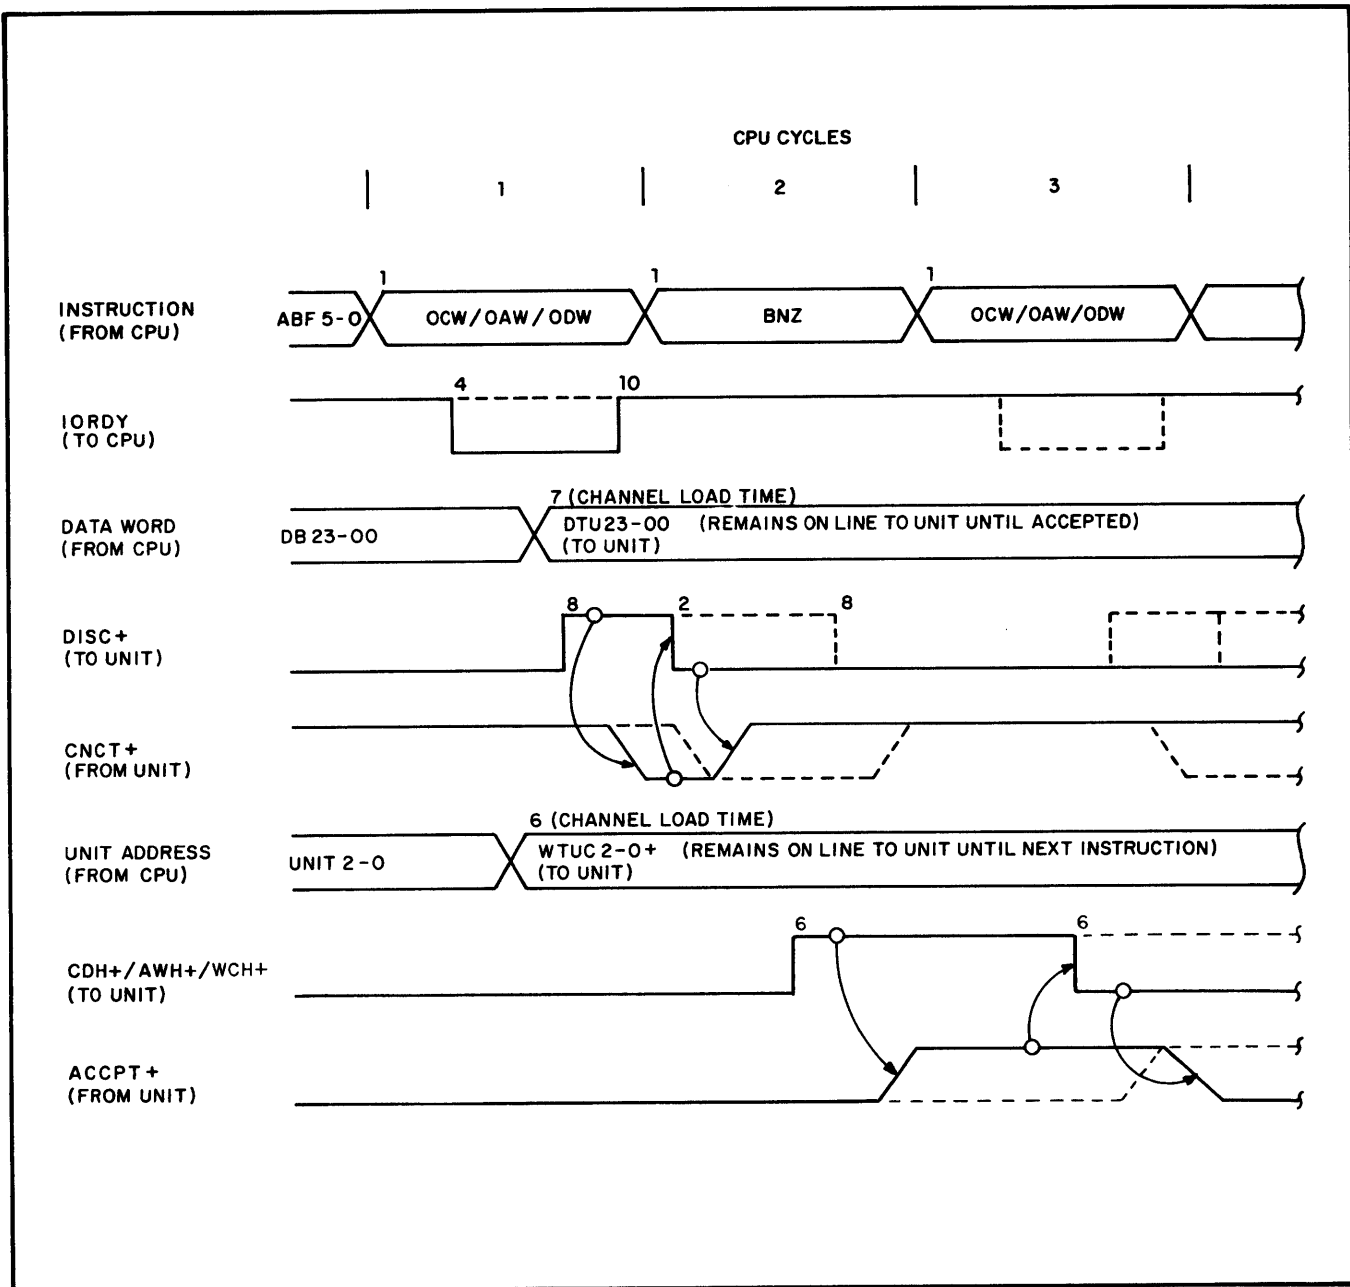 CPU CYCLES
1 2 3
INSTRUCTION
(FROM CPU)
1 1 1
ABF 5-0 OCW/OAW/ODW BNZ OCW/OAW/ODW
IORDY
(TO CPU)
4 10
DATA WORD
(FROM CPU)
7 (CHANNEL LOAD TIME)
DB 23-00 DTU23-00 (REMAINS ON LINE TO UNIT UNTIL ACCEPTED)
(TO UNIT)
DISC+
(TO UNIT)
8 2 8
CNCT+
(FROM UNIT)
6 (CHANNEL LOAD TIME)
UNIT ADDRESS
(FROM CPU)
UNIT 2-0 WTUC 2-0+ (REMAINS ON LINE TO UNIT UNTIL NEXT INSTRUCTION)
(TO UNIT)
6 6
CDH+/AWH+/WCH+
(TO UNIT)
ACCPT+
(FROM UNIT)